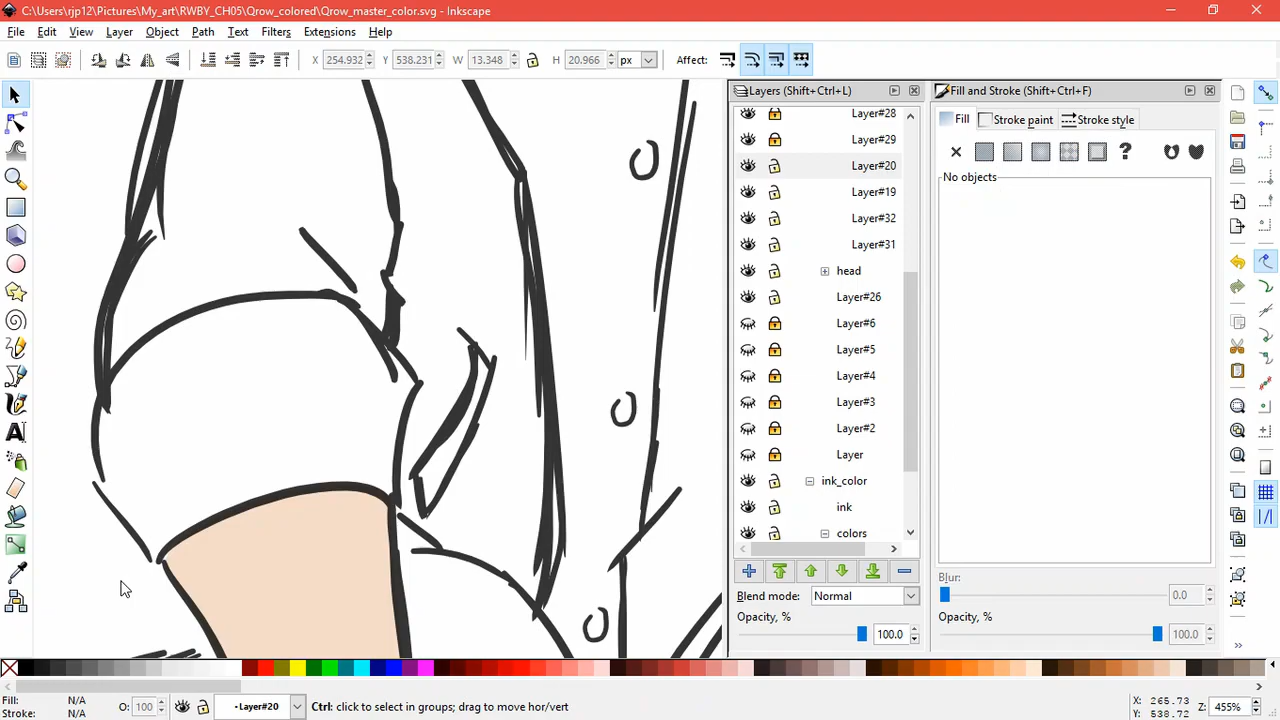 C:\Users\rjp12\Pictures\My_art\RWBY_CH05\Qrow_colored\Qrow_master_color.svg - Inkscape
File Edit View Layer Object Path Text Filters Extensions Help
X 254.932 Y 538.231 W 13.348 H 20.966 px Affect:
Layers (Shift+Ctrl+L)
Layer#28
Layer#29
Layer#20
Layer#19
Layer#32
Layer#31
head
Layer#26
Layer#6
Layer#5
Layer#4
Layer#3
Layer#2
Layer
ink_color
ink
colors
Blend mode: Normal
Opacity, % 100.0
Fill and Stroke (Shift+Ctrl+F)
Fill Stroke paint Stroke style
No objects
Blur:
0.0
Opacity, %
100.0
Fill: N/A
Stroke: N/A
O: 100
•Layer#20
Ctrl: click to select in groups; drag to move hor/vert
X: 265.72
Y: 538.72
Z: 455%